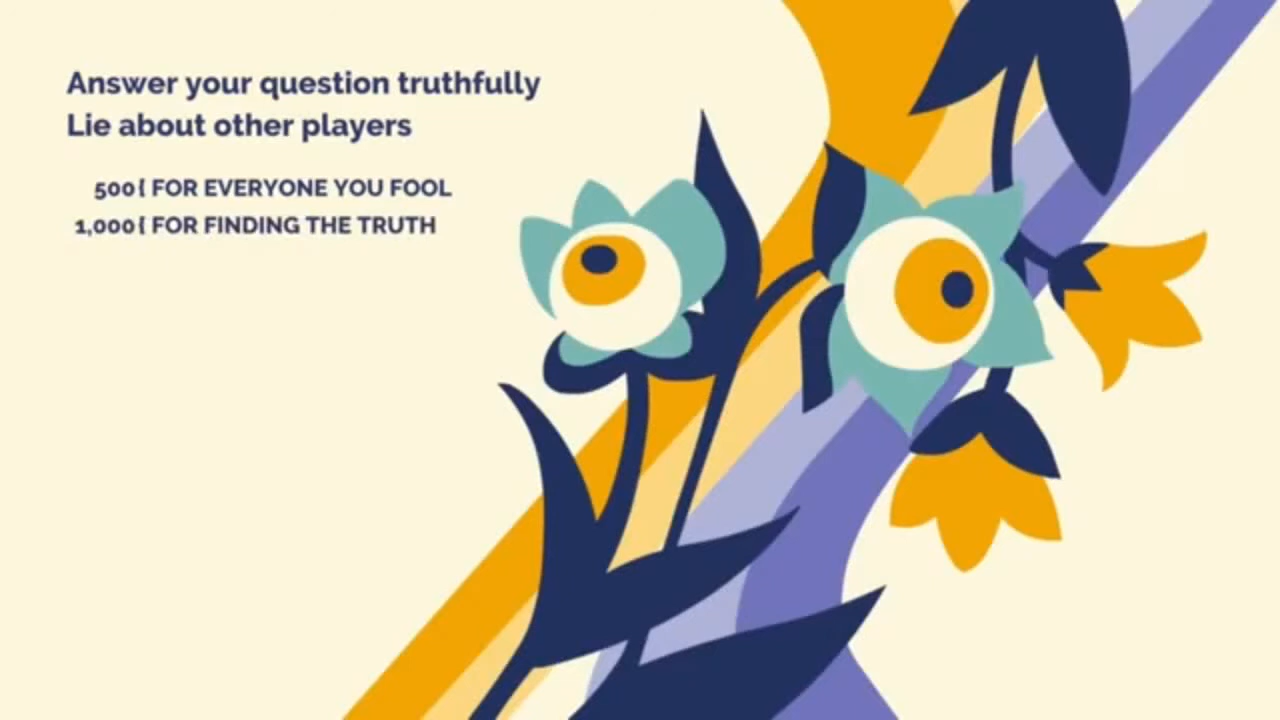 Answer your question truthfully
Lie about other players
500{ FOR EVERYONE YOU FOOL
1,000{ FOR FINDING THE TRUTH